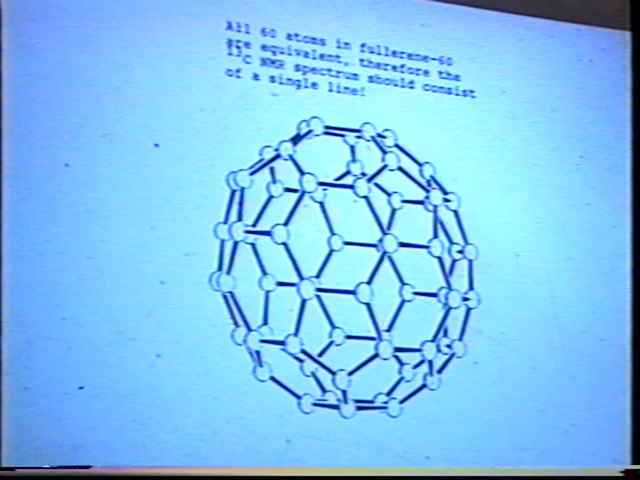 All 60 atoms in fullerene-60
are equivalent, therefore the
13C NMR spectrum should consist
of a single line!